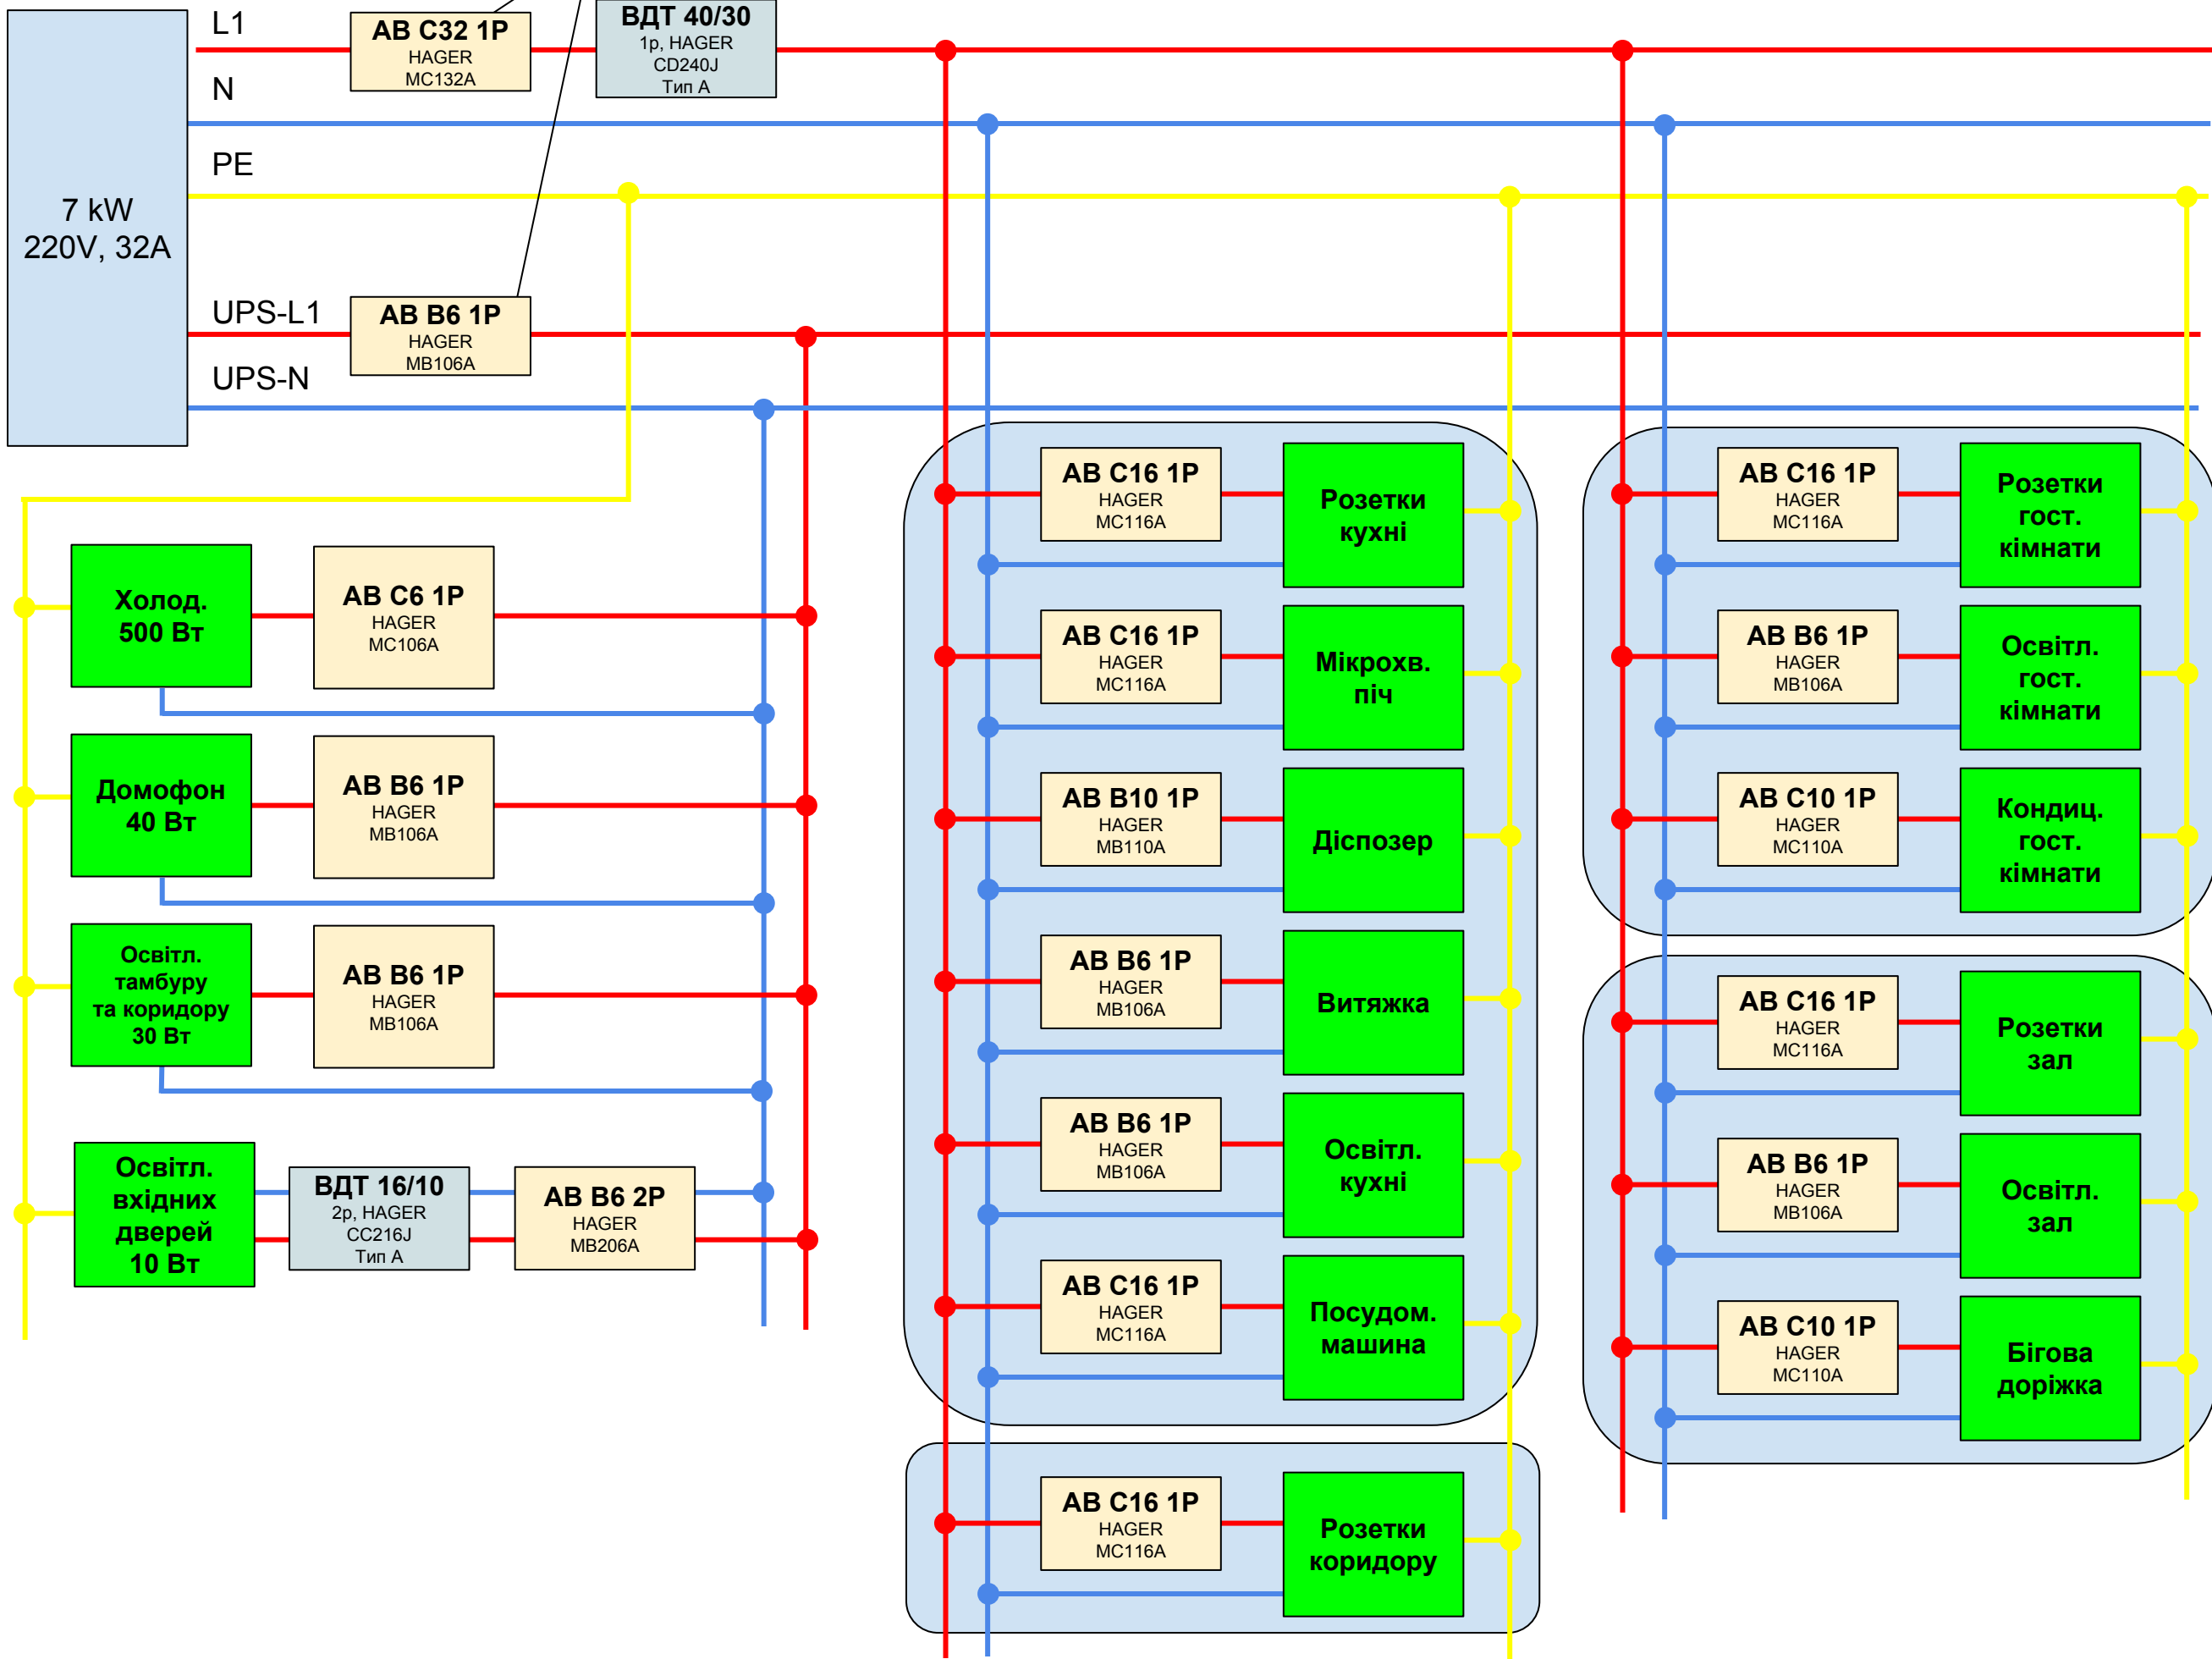 L1
N
PE
UPS-L1
UPS-N
7 kW
220V, 32A
АВ C32 1P
HAGER
MC132A
ВДТ 40/30
1p, HAGER
CD240J
Тип А
АВ B6 1P
HAGER
MB106A
Холод.
500 Вт
АВ C6 1P
HAGER
MC106A
Домофон
40 Вт
АВ B6 1P
HAGER
MB106A
Освітл.
тамбуру
та коридору
30 Вт
АВ B6 1P
HAGER
MB106A
Освітл.
вхідних
дверей
10 Вт
ВДТ 16/10
2p, HAGER
CC216J
Тип А
АВ B6 2P
HAGER
MB206A
АВ C16 1P
HAGER
MC116A
Розетки
кухні
АВ C16 1P
HAGER
MC116A
Мікрохв.
піч
АВ B10 1P
HAGER
MB110A
Діспозер
АВ B6 1P
HAGER
MB106A
Витяжка
АВ B6 1P
HAGER
MB106A
Освітл.
кухні
АВ C16 1P
HAGER
MC116A
Посудом.
машина
АВ C16 1P
HAGER
MC116A
Розетки
коридору
АВ C16 1P
HAGER
MC116A
Розетки
гост.
кімнати
АВ B6 1P
HAGER
MB106A
Освітл.
гост.
кімнати
АВ C10 1P
HAGER
MC110A
Кондиц.
гост.
кімнати
АВ C16 1P
HAGER
MC116A
Розетки
зал
АВ B6 1P
HAGER
MB106A
Освітл.
зал
АВ C10 1P
HAGER
MC110A
Бігова
доріжка